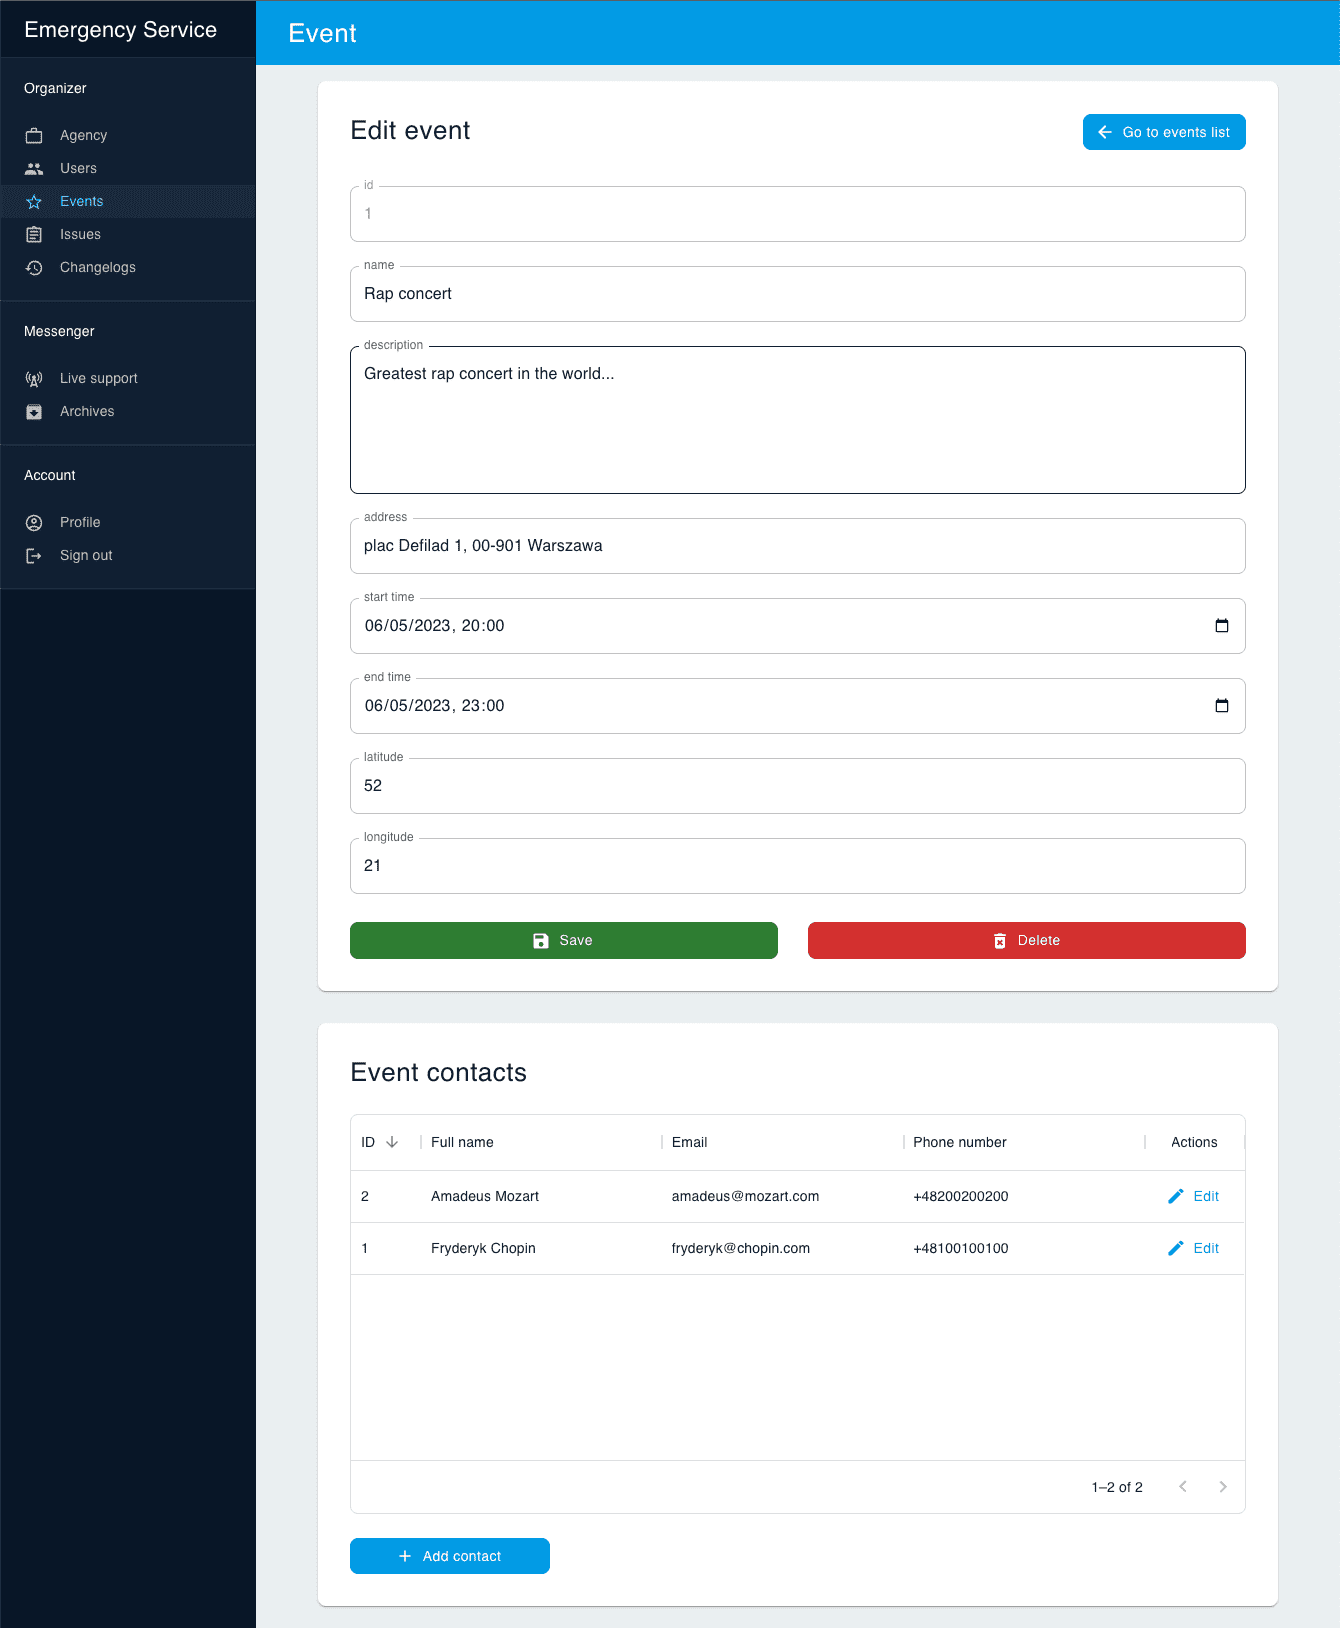 Emergency Service
Event
Organizer
Agency
Users
Events
Issues
Changelogs
Messenger
Live support
Archives
Account
Profile
Sign out
Edit event
Go to events list
id
1
name
Rap concert
description
Greatest rap concert in the world...
address
plac Defilad 1, 00-901 Warszawa
start time
06/05/2023, 20:00
end time
06/05/2023, 23:00
latitude
52
longitude
21
Save Delete
Event contacts
ID Full name Email Phone number Actions
2 Amadeus Mozart amadeus@mozart.com +48200200200 Edit
1 Fryderyk Chopin fryderyk@chopin.com +48100100100 Edit
1–2 of 2
Add contact